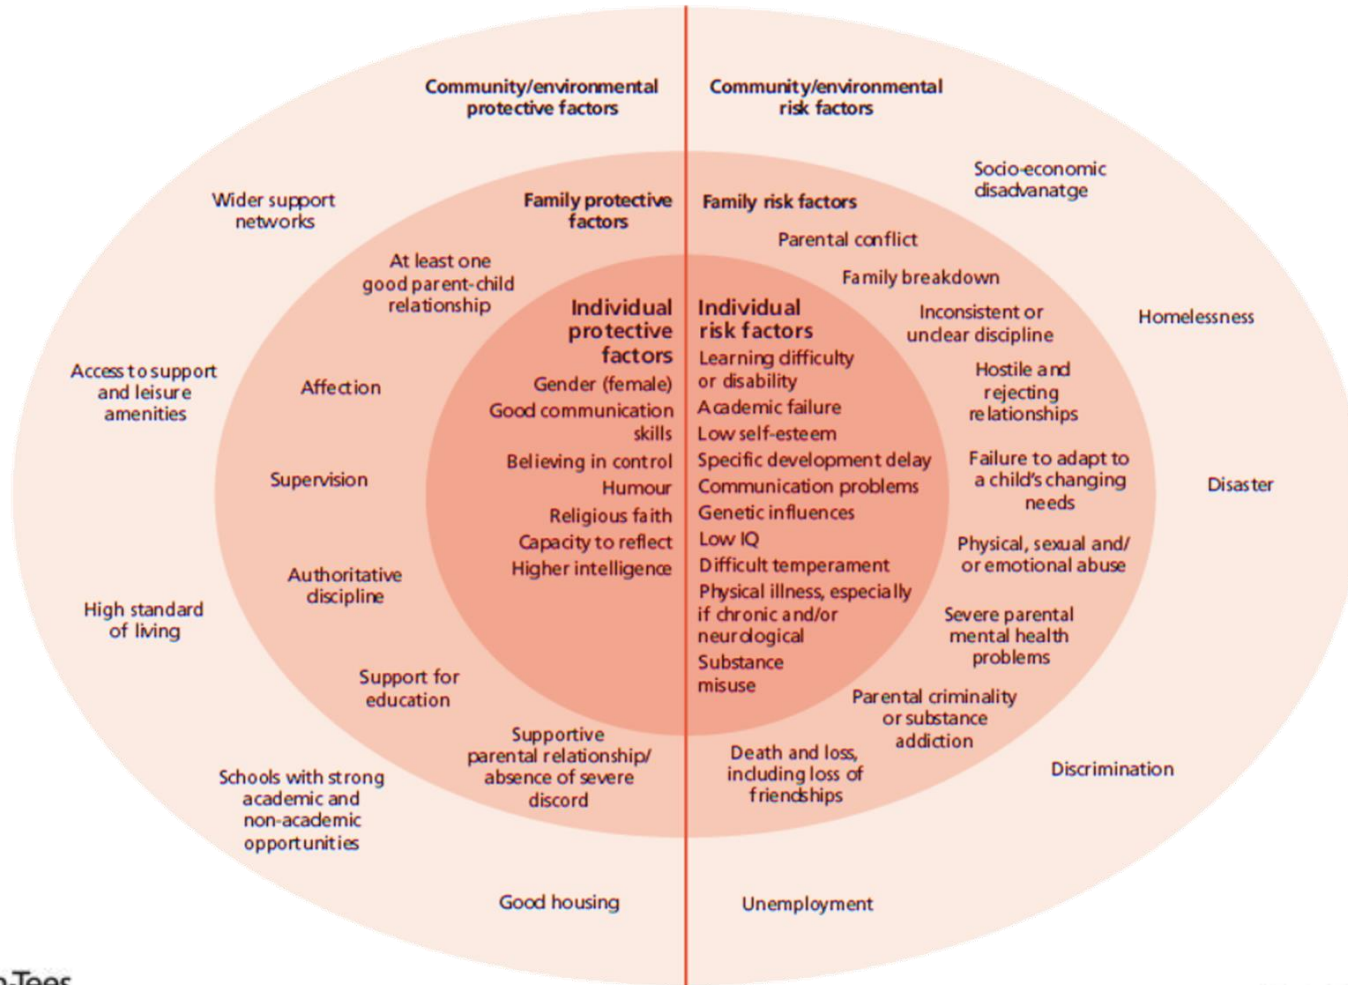 Community/environmental
protective factors
Wider support
networks
Access to support
and leisure
amenities
High standard
of living
Schools with strong
academic and
non-academic
opportunities
Good housing
Family protective
factors
At least one
good parent-child
relationship
Affection
Supervision
Authoritative
discipline
Support for
education
Supportive
parental relationship/
absence of severe
discord
Individual
protective
factors
Gender (female)
Good communication
skills
Believing in control
Humour
Religious faith
Capacity to reflect
Higher intelligence
Individual
risk factors
Learning difficulty
or disability
Academic failure
Low self-esteem
Specific development delay
Communication problems
Genetic influences
Low IQ
Difficult temperament
Physical illness, especially
if chronic and/or
neurological
Substance
misuse
Family risk factors
Parental conflict
Family breakdown
Inconsistent or
unclear discipline
Hostile and
rejecting
relationships
Failure to adapt to
a child's changing
needs
Physical, sexual and/
or emotional abuse
Severe parental
mental health
problems
Parental criminality
or substance
addiction
Death and loss,
including loss of
friendships
Community/environmental
risk factors
Socio-economic
disadvanatge
Homelessness
Disaster
Discrimination
Unemployment